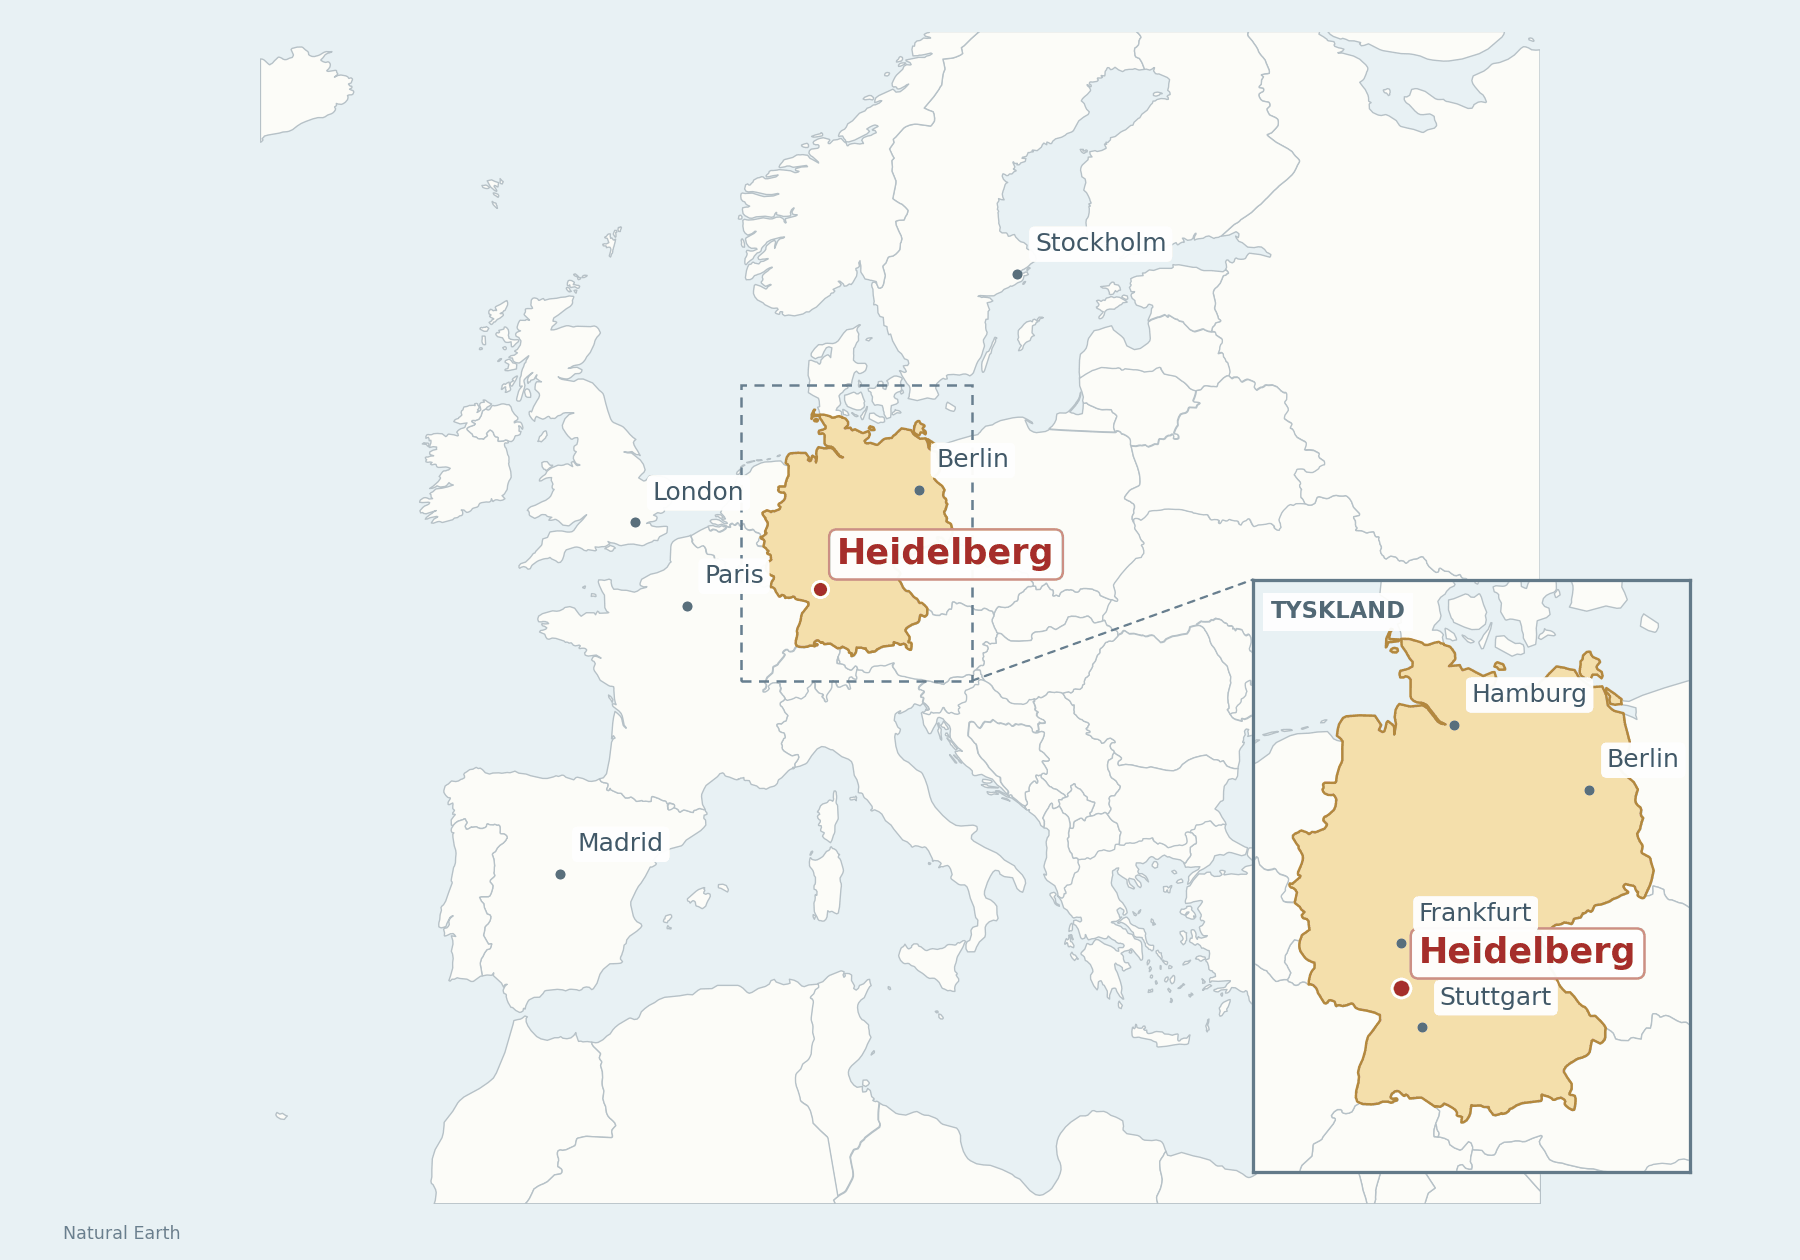 Stockholm
Berlin
London
Heidelberg
Paris
Madrid
TYSKLAND
Hamburg
Berlin
Frankfurt
Heidelberg
Stuttgart
Natural Earth